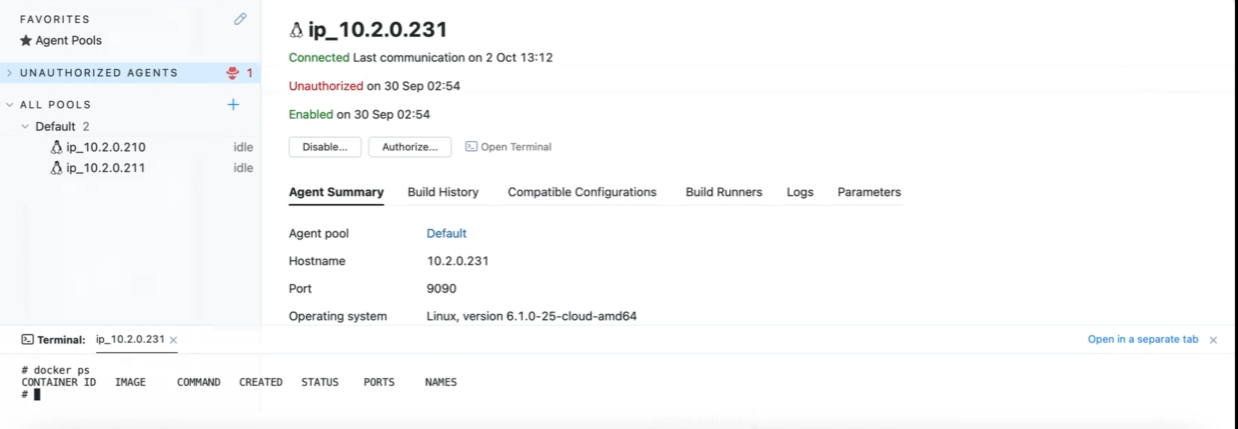 FAVORITES
Agent Pools
UNAUTHORIZED AGENTS 1
ALL POOLS
Default 2
ip_10.2.0.210 idle
ip_10.2.0.211 idle
ip_10.2.0.231
Connected Last communication on 2 Oct 13:12
Unauthorized on 30 Sep 02:54
Enabled on 30 Sep 02:54
Disable... Authorize... Open Terminal
Agent Summary Build History Compatible Configurations Build Runners Logs Parameters
Agent pool Default
Hostname 10.2.0.231
Port 9090
Operating system Linux, version 6.1.0-25-cloud-amd64
Terminal: ip_10.2.0.231 × Open in a separate tab ×
# docker ps
CONTAINER ID IMAGE COMMAND CREATED STATUS PORTS NAMES
#